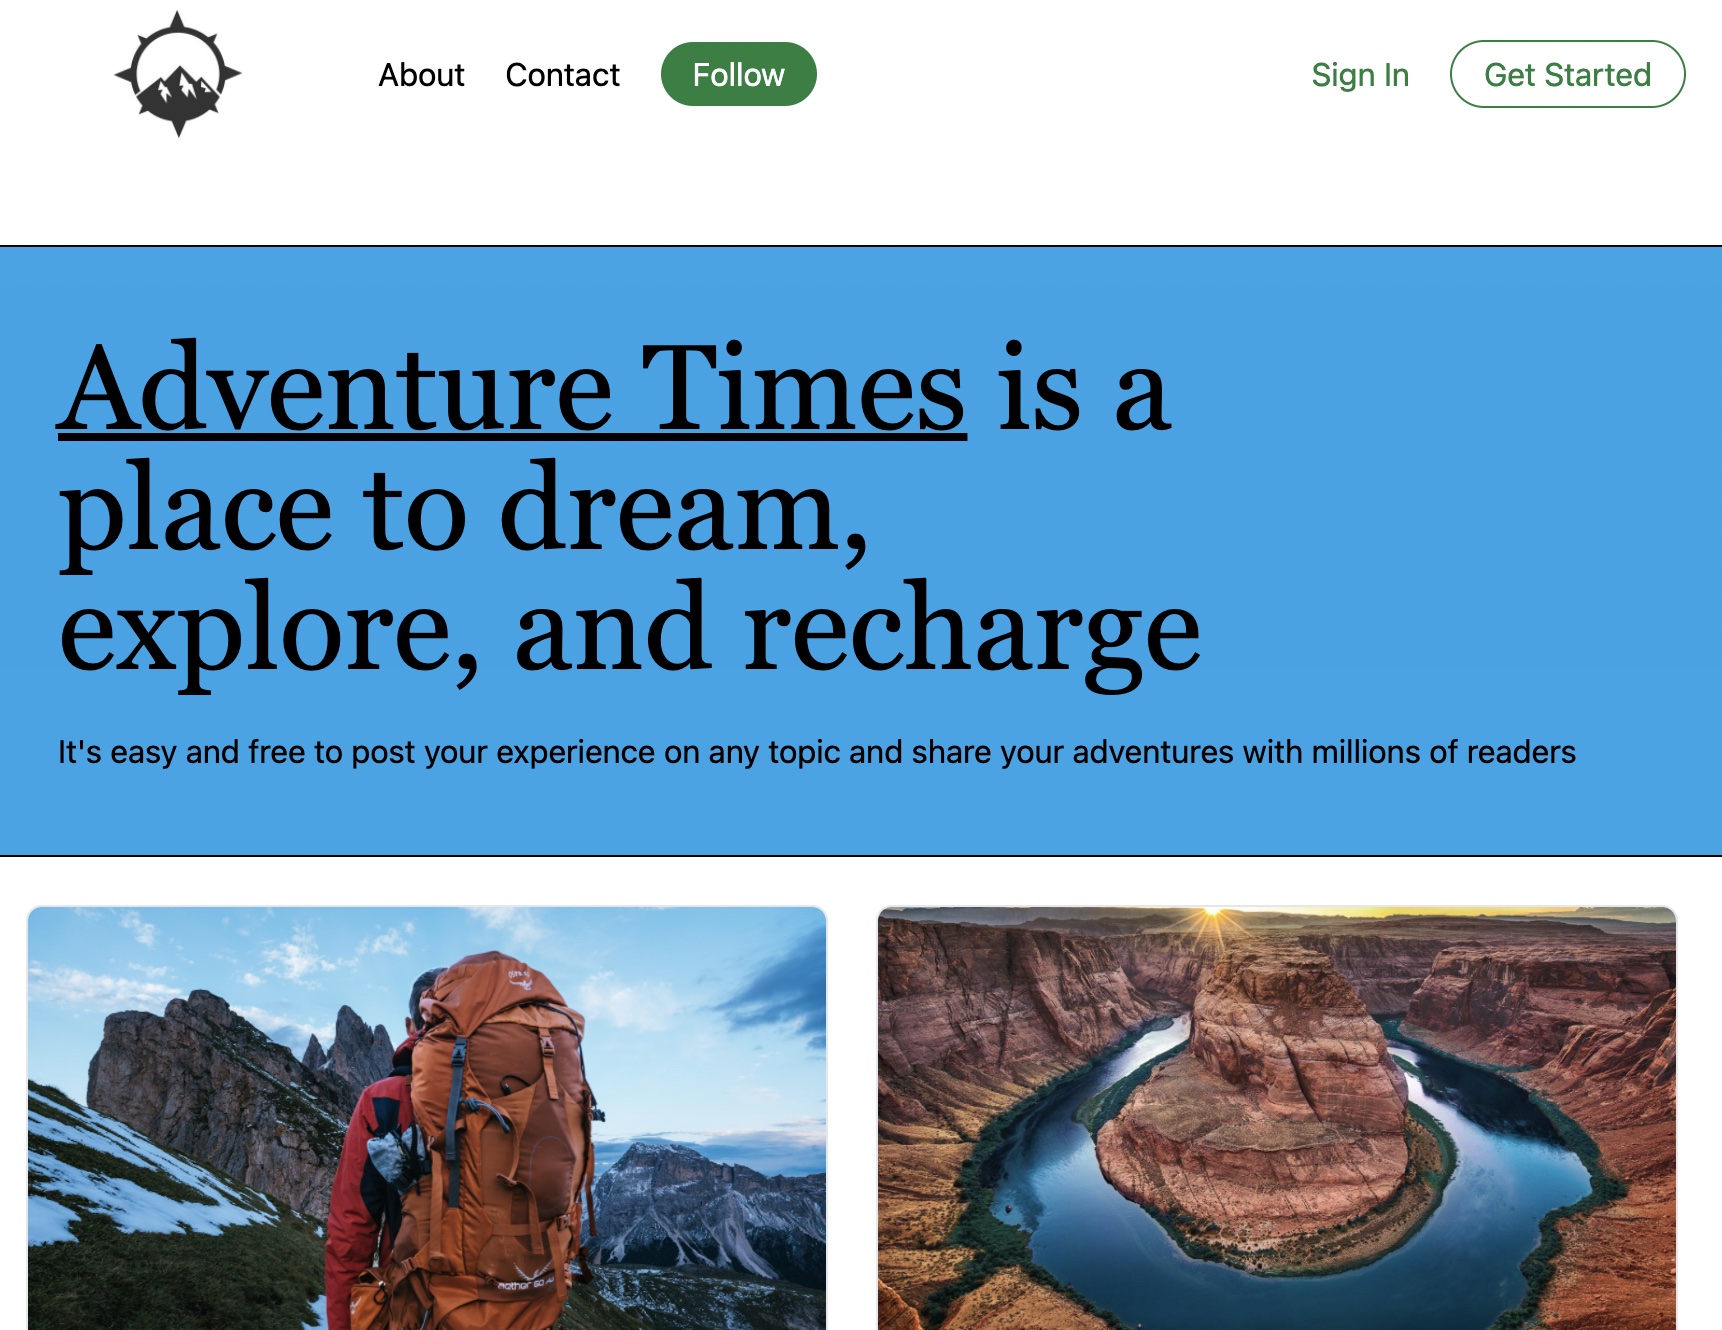 About Contact Follow Sign In Get Started
Adventure Times is a
place to dream,
explore, and recharge
It's easy and free to post your experience on any topic and share your adventures with millions of readers